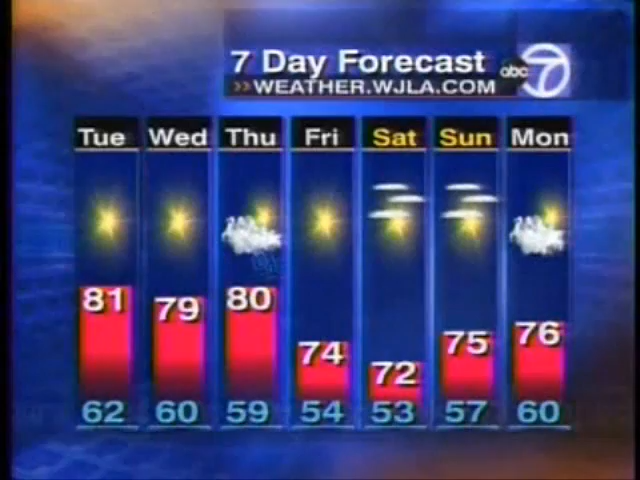 7 Day Forecast
abc 7
>> WEATHER.WJLA.COM
Tue Wed Thu Fri Sat Sun Mon
81 79 80 74 72 75 76
62 60 59 54 53 57 60